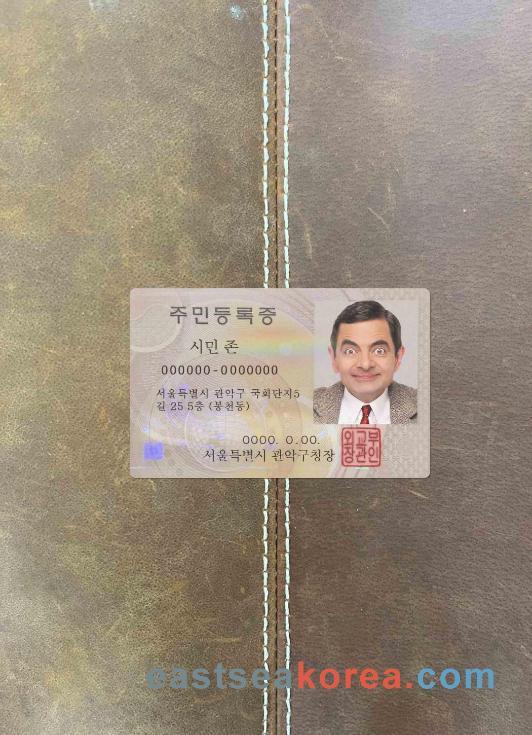 주민등록증
시민 존
000000-0000000
서울특별시 관악구 국회단지5
길 25 5층 (봉천동)
0000. 0.00.
서울특별시 관악구청장
외교부
장관인
eastseakorea.com